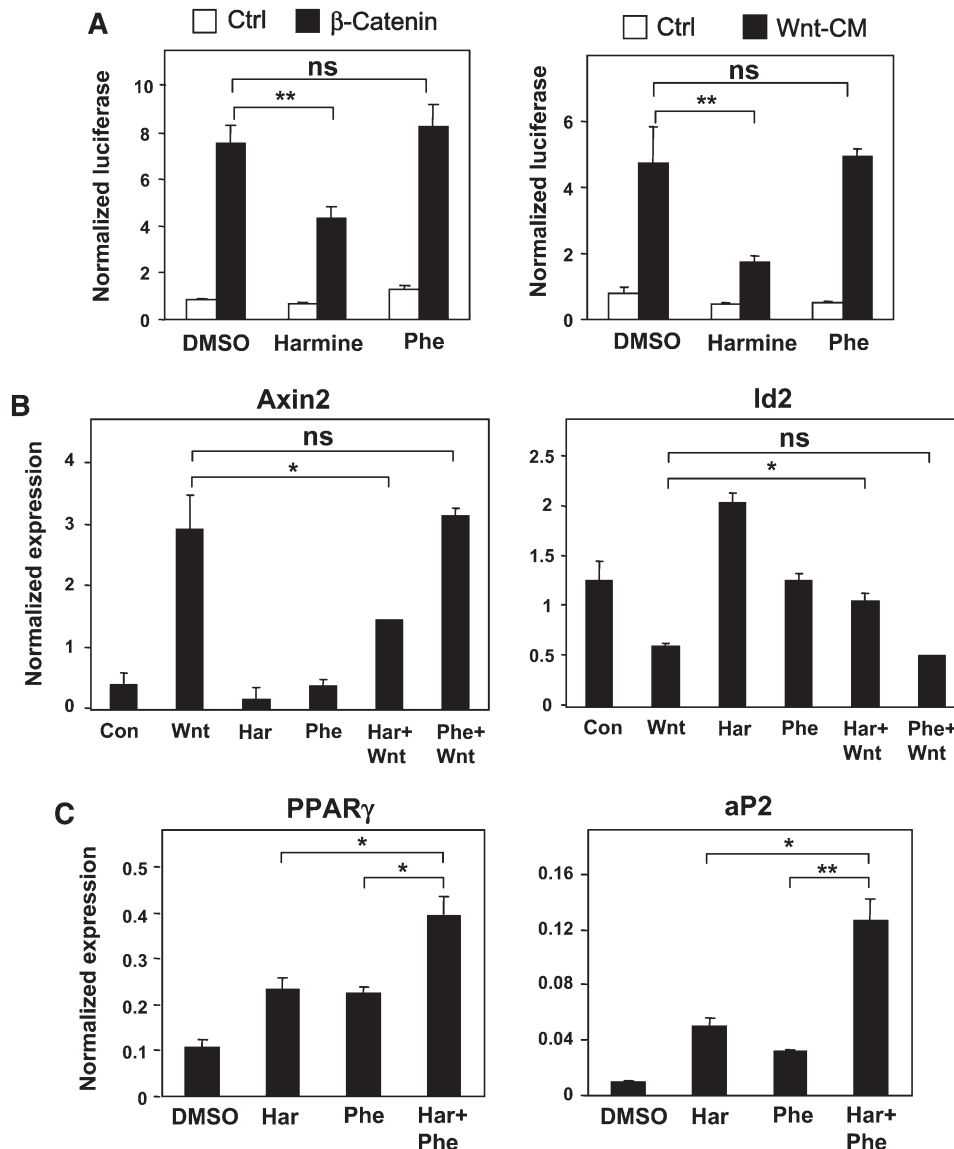 A
Ctrl β-Catenin
Normalized luciferase
10
8
6
4
2
0
ns
**
DMSO Harmine Phe
Ctrl Wnt-CM
Normalized luciferase
6
4
2
0
ns
**
DMSO Harmine Phe
B
Axin2
Normalized expression
4
3
2
1
0
ns
*
Con Wnt Har Phe Har+ Phe+
Wnt Wnt
Id2
2.5
2
1.5
1
0.5
0
ns
*
Con Wnt Har Phe Har+ Phe+
Wnt Wnt
C
PPARγ
Normalized expression
0.5
0.4
0.3
0.2
0.1
0
*
*
DMSO Har Phe Har+
Phe
aP2
0.16
0.12
0.08
0.04
0
*
**
DMSO Har Phe Har+
Phe